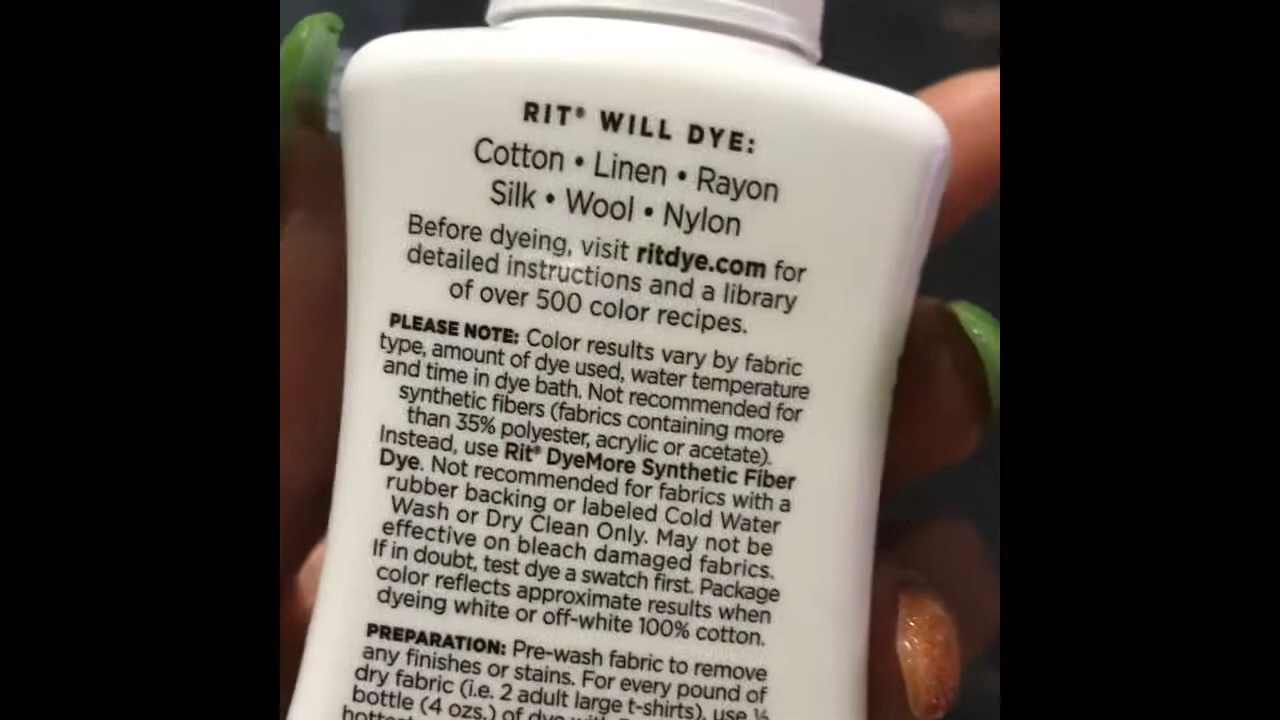 RIT® WILL DYE:
Cotton • Linen • Rayon
Silk • Wool • Nylon
Before dyeing, visit ritdye.com for
detailed instructions and a library
of over 500 color recipes.
PLEASE NOTE: Color results vary by fabric
type, amount of dye used, water temperature
and time in dye bath. Not recommended for
synthetic fibers (fabrics containing more
than 35% polyester, acrylic or acetate).
Instead, use Rit® DyeMore Synthetic Fiber
Dye. Not recommended for fabrics with a
rubber backing or labeled Cold Water
Wash or Dry Clean Only. May not be
effective on bleach damaged fabrics.
If in doubt, test dye a swatch first. Package
color reflects approximate results when
dyeing white or off-white 100% cotton.
PREPARATION: Pre-wash fabric to remove
any finishes or stains. For every pound of
dry fabric (i.e. 2 adult large t-shirts), use ½
bottle (4 ozs.) of dye with